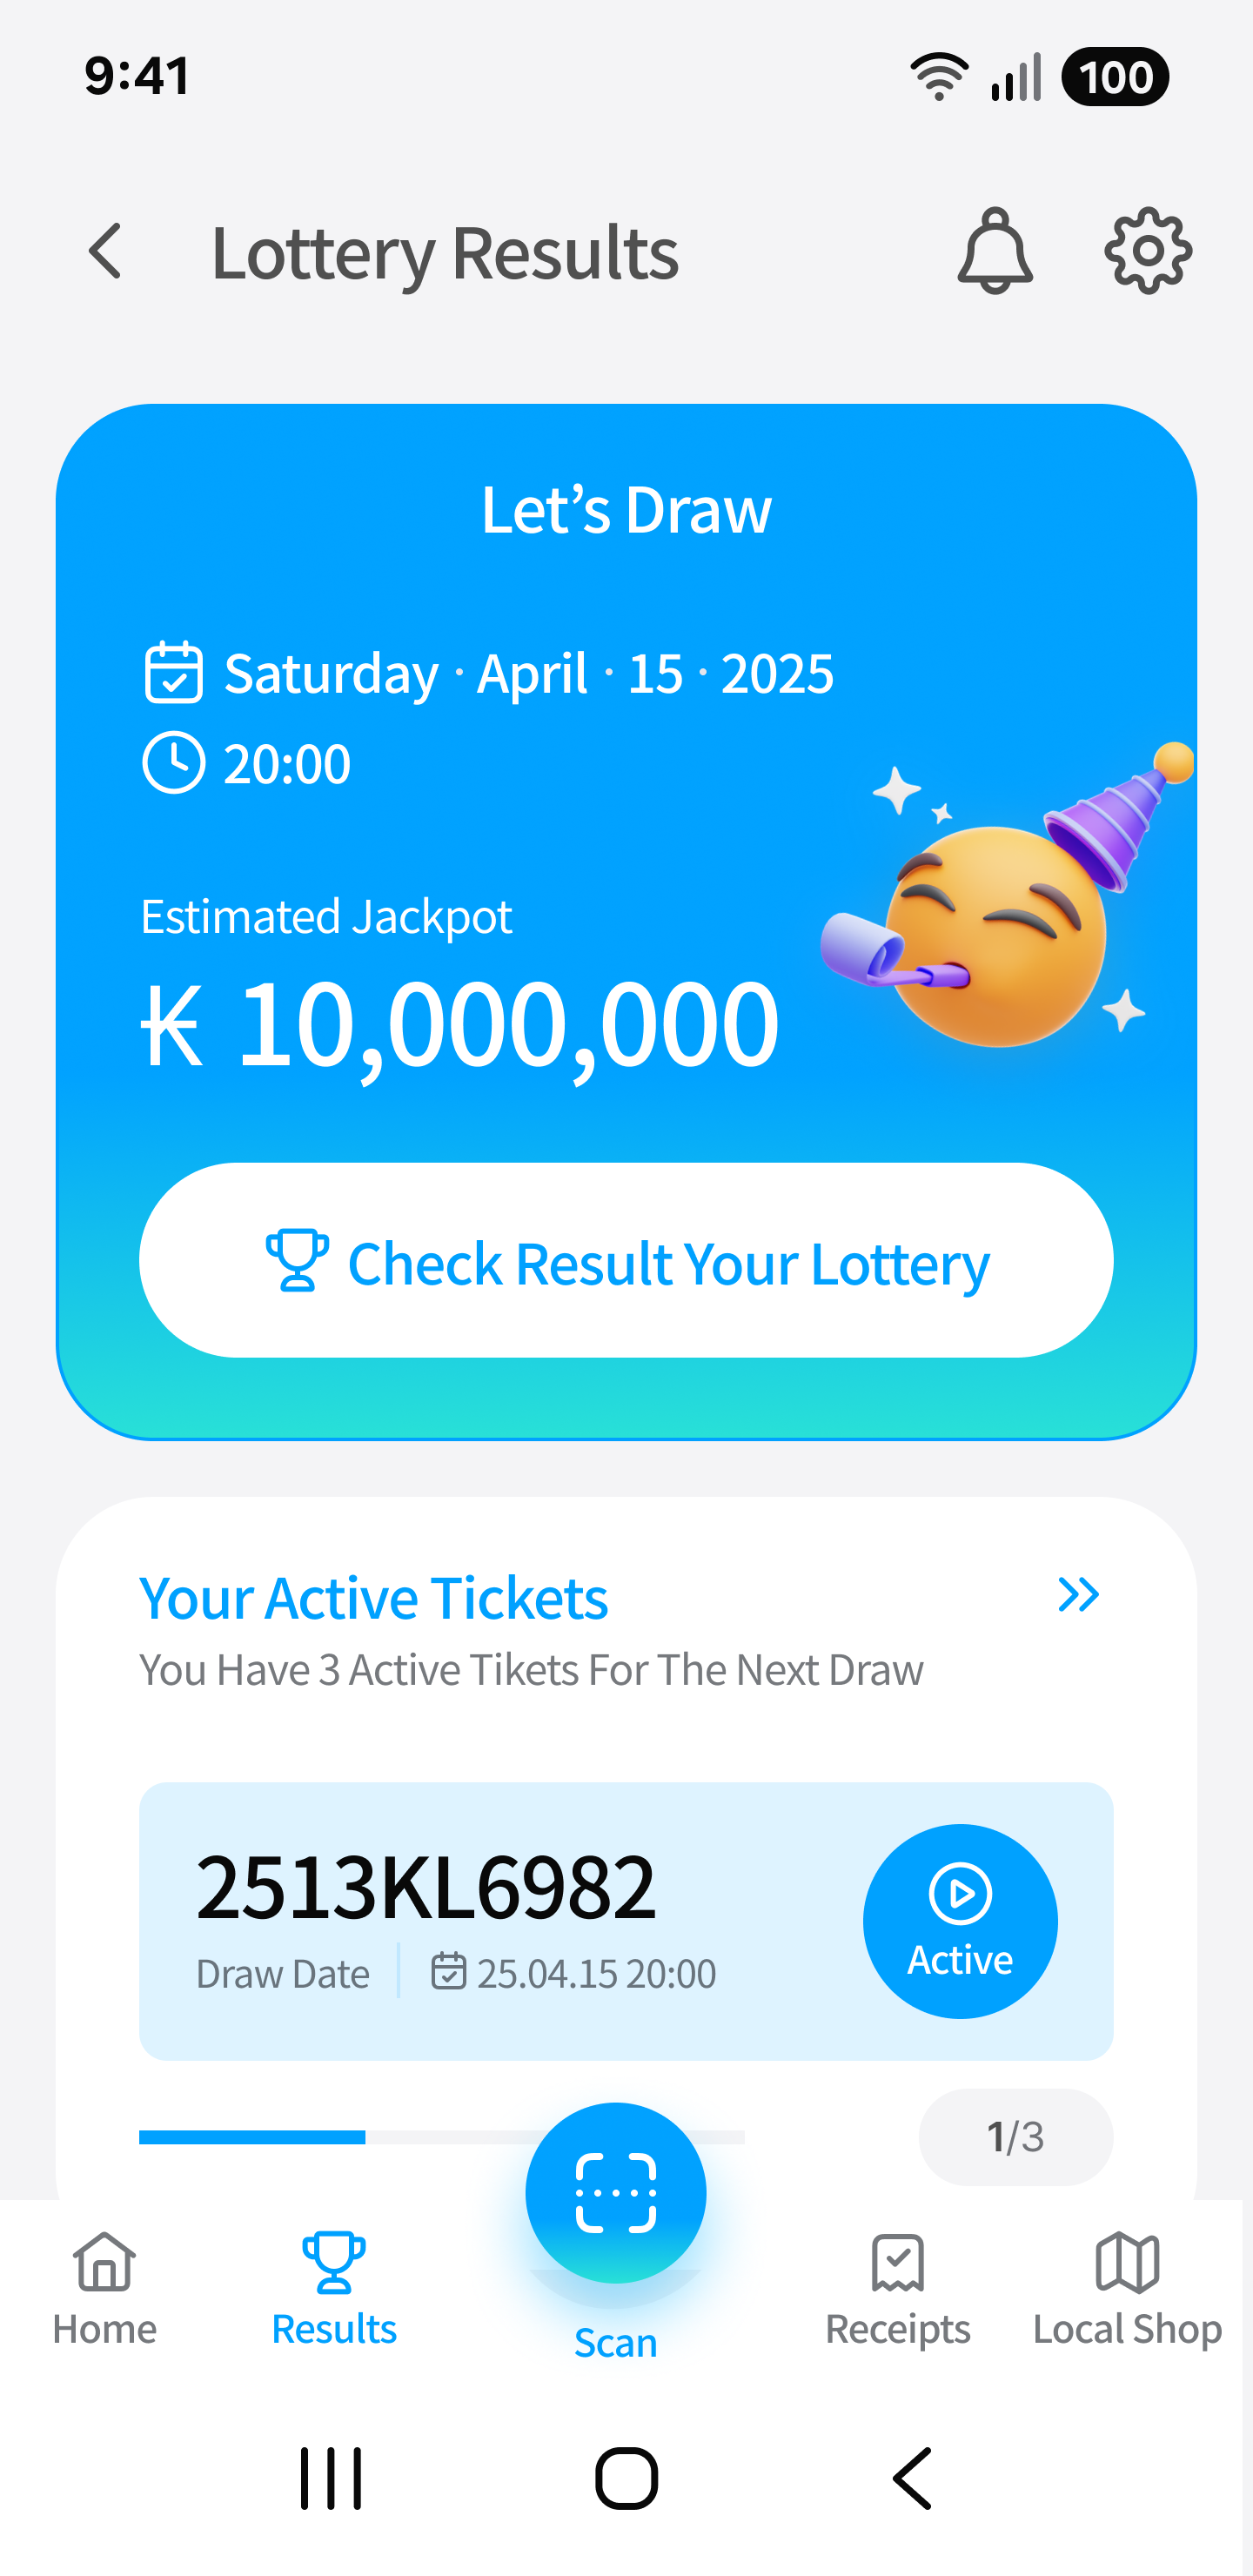 9:41
100
Lottery Results
Let’s Draw
Saturday · April · 15 · 2025
20:00
Estimated Jackpot
₭ 10,000,000
Check Result Your Lottery
Your Active Tickets
You Have 3 Active Tikets For The Next Draw
2513KL6982
Draw Date
25.04.15 20:00
Active
1/3
Home
Results
Scan
Receipts
Local Shop